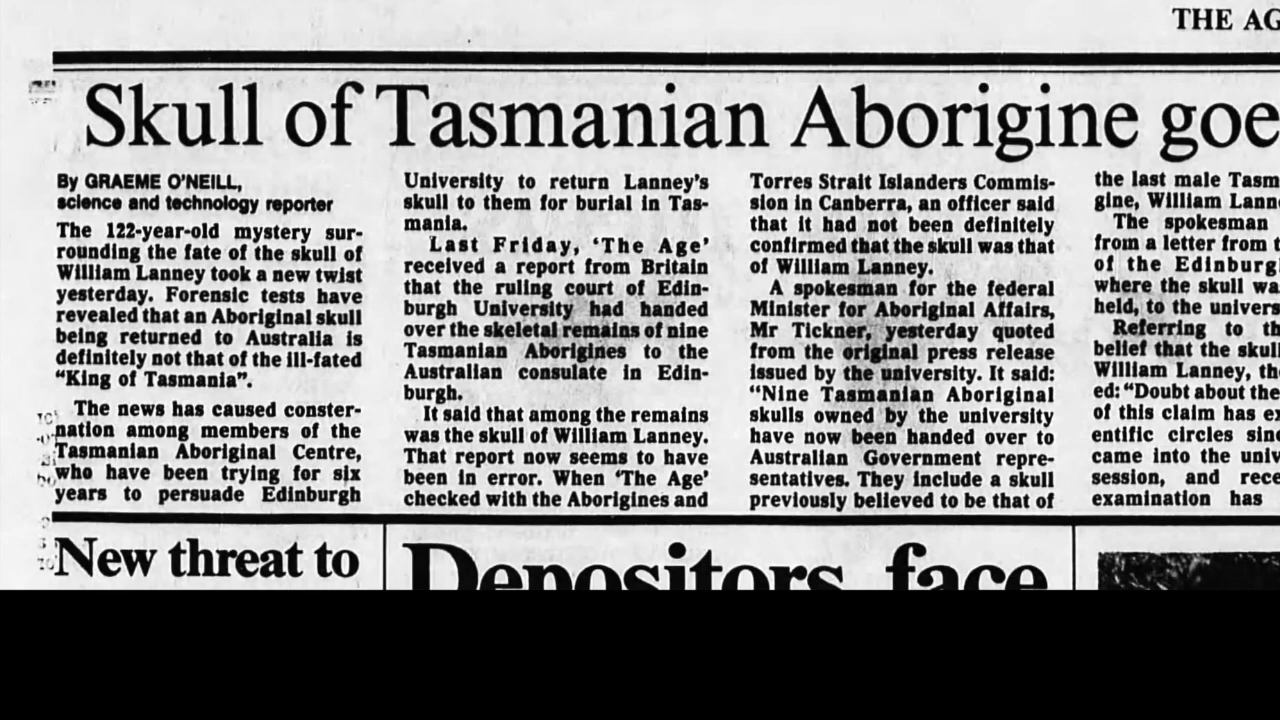 THE AG
Skull of Tasmanian Aborigine goe
By GRAEME O'NEILL,
science and technology reporter
The 122-year-old mystery sur-
rounding the fate of the skull of
William Lanney took a new twist
yesterday. Forensic tests have
revealed that an Aboriginal skull
being returned to Australia is
definitely not that of the ill-fated
“King of Tasmania”.
The news has caused conster-
nation among members of the
Tasmanian Aboriginal Centre,
who have been trying for six
years to persuade Edinburgh
University to return Lanney's
skull to them for burial in Tas-
mania.
Last Friday, ‘The Age’
received a report from Britain
that the ruling court of Edin-
burgh University had handed
over the skeletal remains of nine
Tasmanian Aborigines to the
Australian consulate in Edin-
burgh.
It said that among the remains
was the skull of William Lanney.
That report now seems to have
been in error. When ‘The Age’
checked with the Aborigines and
Torres Strait Islanders Commis-
sion in Canberra, an officer said
that it had not been definitely
confirmed that the skull was that
of William Lanney.
A spokesman for the federal
Minister for Aboriginal Affairs,
Mr Tickner, yesterday quoted
from the original press release
issued by the university. It said:
“Nine Tasmanian Aboriginal
skulls owned by the university
have now been handed over to
Australian Government repre-
sentatives. They include a skull
previously believed to be that of
the last male Tasm
gine, William Lann
The spokesman
from a letter from t
of the Edinburg
where the skull wa
held, to the univers
Referring to th
belief that the skull
William Lanney, the
ed: “Doubt about the
of this claim has ex
entific circles sinc
came into the univ
session, and rece
examination has
New threat to
Depositors face